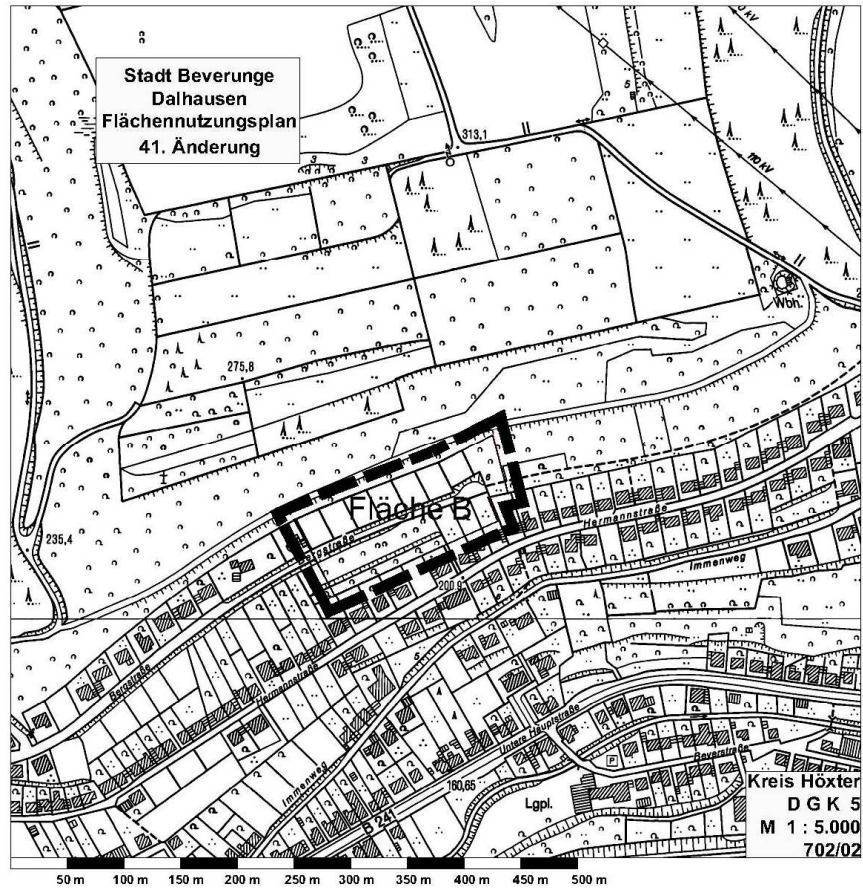 Stadt Beverunge
Dalhausen
Flächennutzungsplan
41. Änderung
313,1
110 kV
Wbh.
275,8
235,4
Fläche B
Hermannstraße
200,9
Immenweg
Bergstraße
Hermannstraße
Immenweg
Untere Hauptstraße
Beverstraße
160,65
P
Lgpl.
241
Kreis Höxter
D G K 5
M 1 : 5.000
702/02
50 m 100 m 150 m 200 m 250 m 300 m 350 m 400 m 450 m 500 m